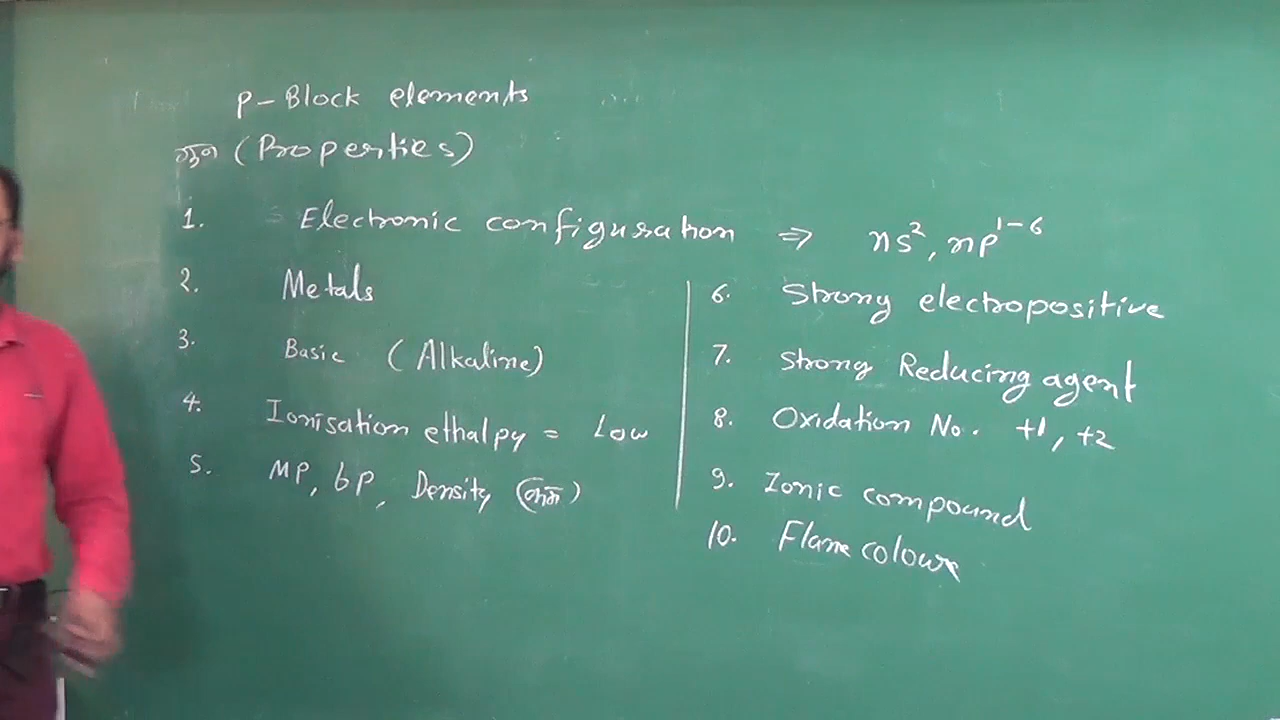 p-Block elements
গুন (Properties)
1. Electronic configuration ⇒ ns², np¹⁻⁶
2. Metals
3. Basic (Alkaline)
4. Ionisation ethalpy = Low
5. MP, bP, Density (কম)
6. Strong electropositive
7. Strong Reducing agent
8. Oxidation No. +1, +2
9. Ionic compound
10. Flame colour